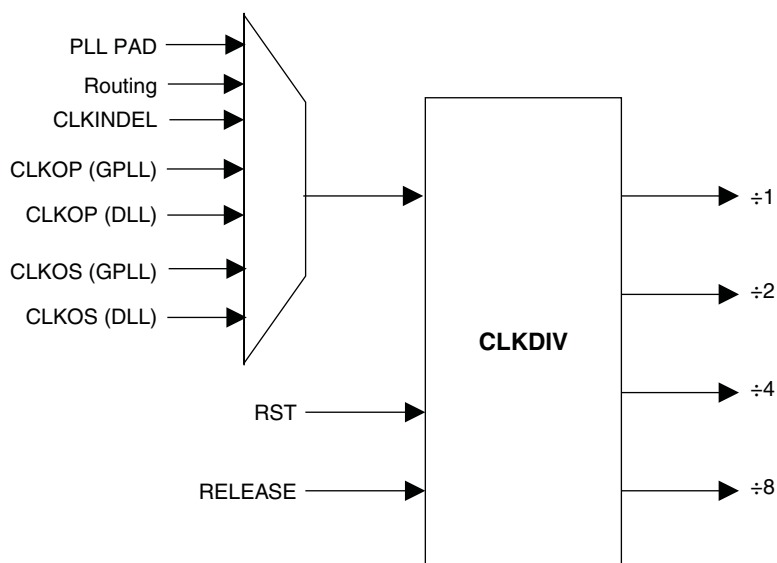 PLL PAD
Routing
CLKINDEL
CLKOP (GPLL)
CLKOP (DLL)
CLKOS (GPLL)
CLKOS (DLL)
RST
RELEASE
CLKDIV
÷1
÷2
÷4
÷8